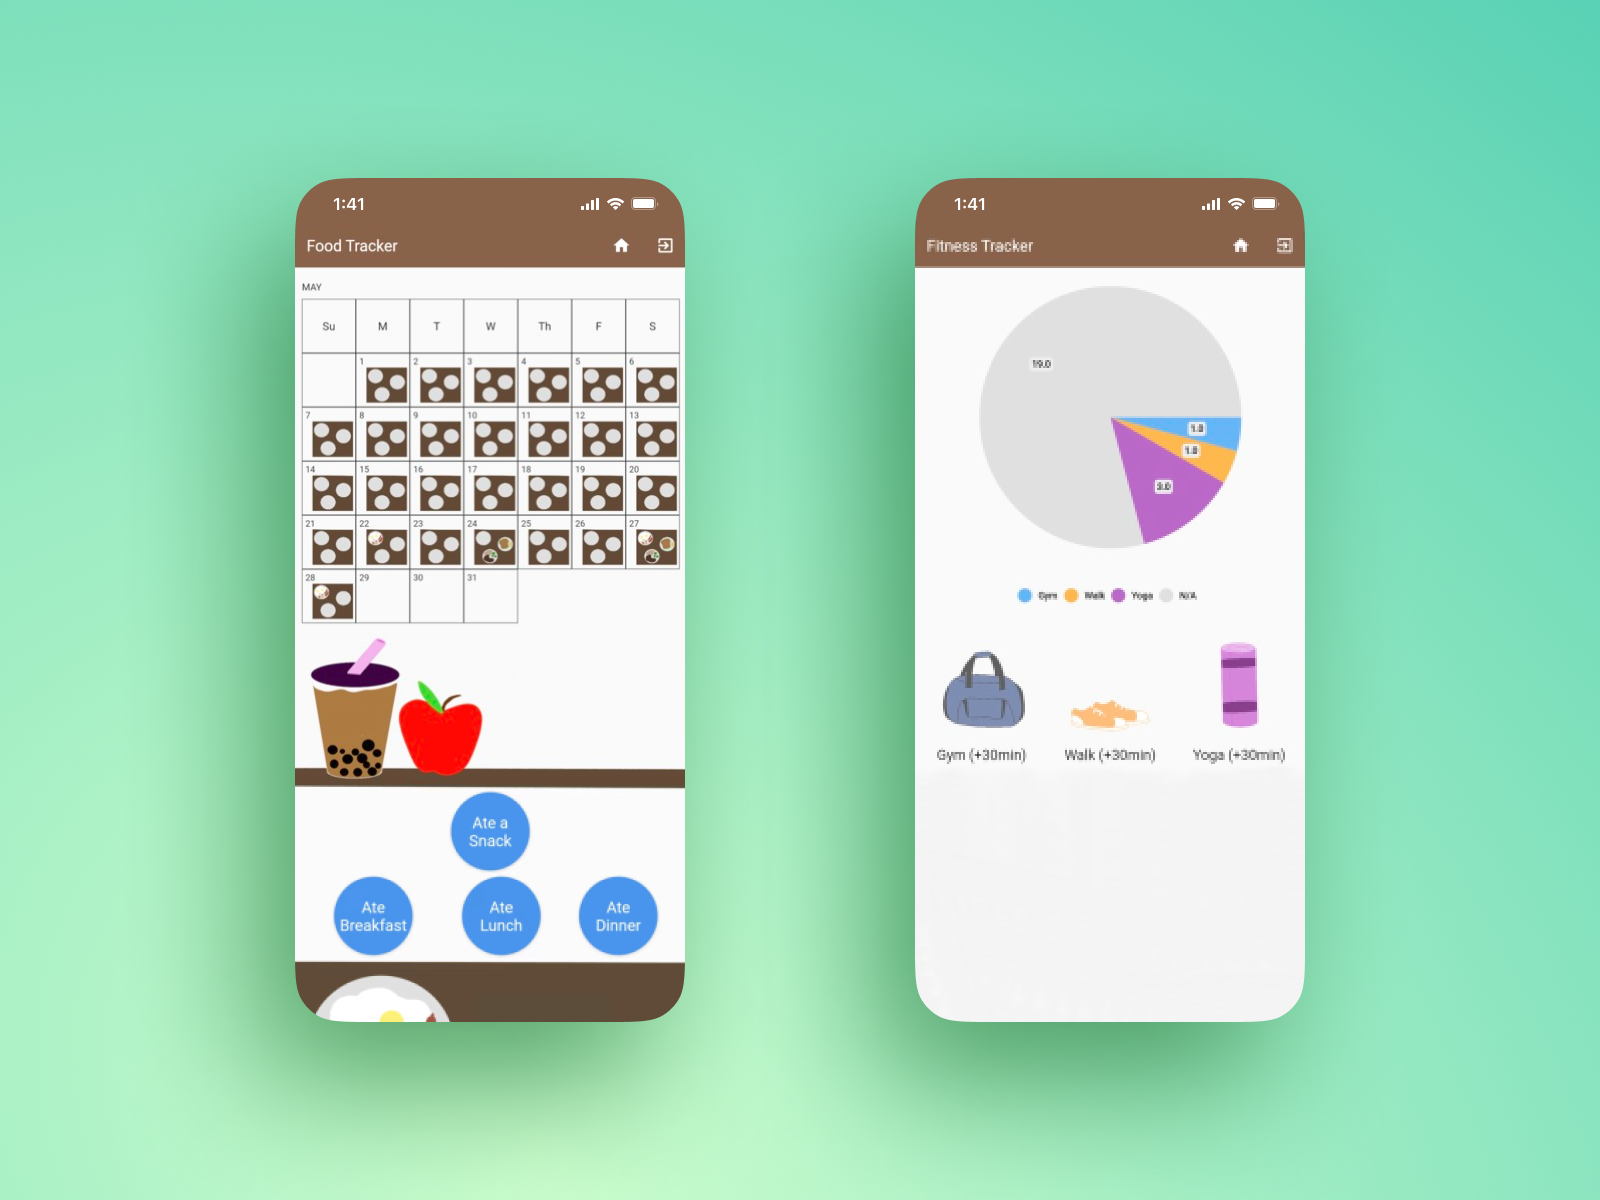 1:41
Food Tracker
MAY
Su M T W Th F S
1 2 3 4 5 6
7 8 9 10 11 12 13
14 15 16 17 18 19 20
21 22 23 24 25 26 27
28 29 30 31
Ate a
Snack
Ate
Breakfast
Ate
Lunch
Ate
Dinner
1:41
Fitness Tracker
19.0
1.0
1.0
3.0
Gym Walk Yoga N/A
Gym (+30min) Walk (+30min) Yoga (+30min)